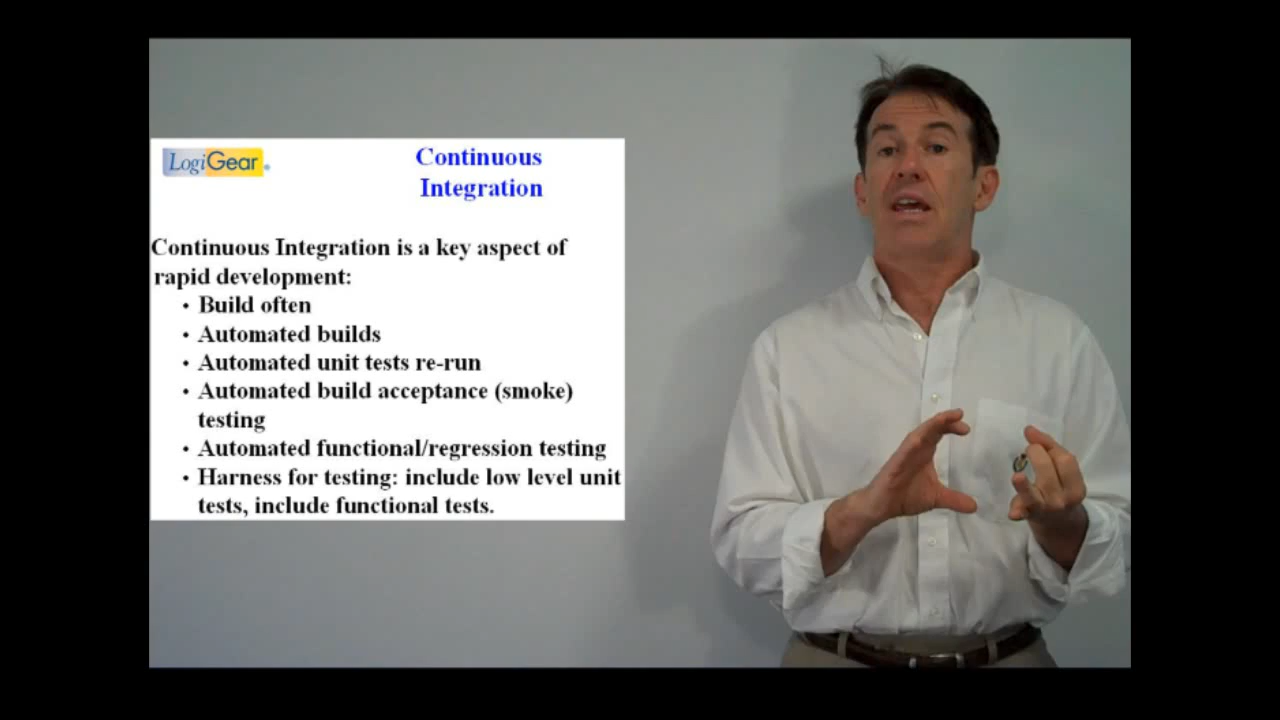 LogiGear®
Continuous
Integration
Continuous Integration is a key aspect of
rapid development:
• Build often
• Automated builds
• Automated unit tests re-run
• Automated build acceptance (smoke)
testing
• Automated functional/regression testing
• Harness for testing: include low level unit
tests, include functional tests.